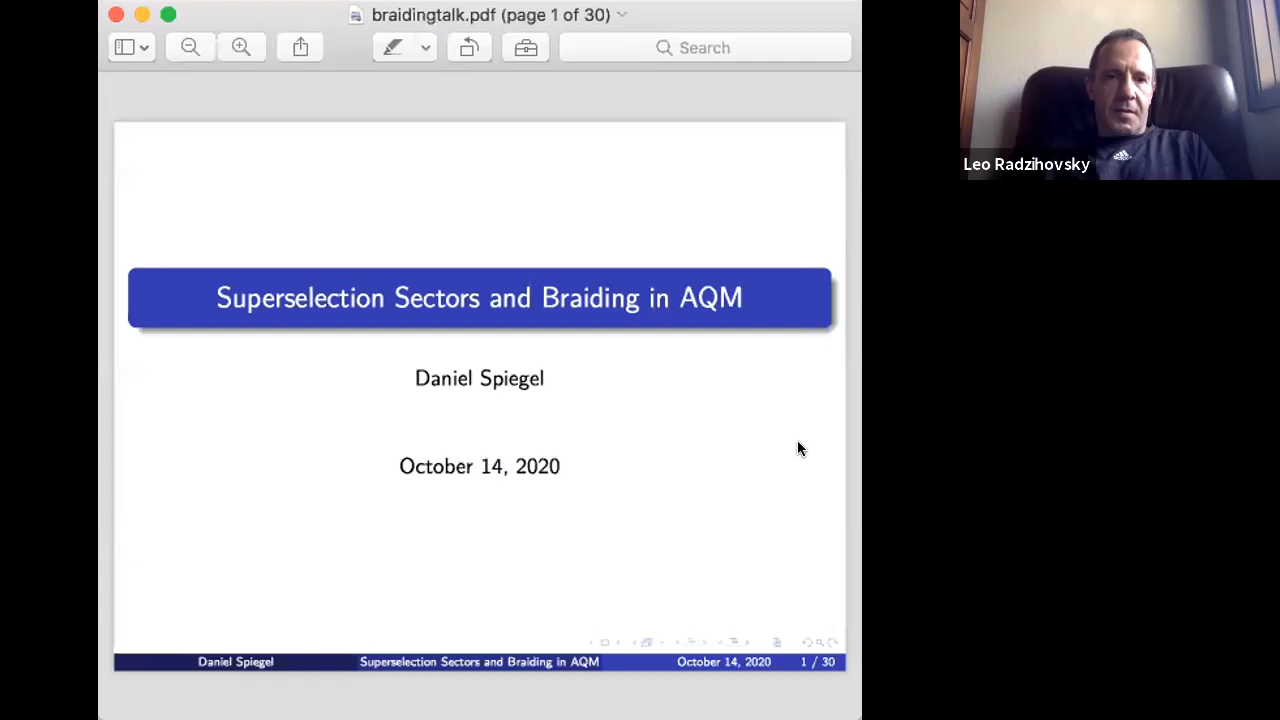 braidingtalk.pdf (page 1 of 30)
Search
Superselection Sectors and Braiding in AQM
Daniel Spiegel
October 14, 2020
Daniel Spiegel Superselection Sectors and Braiding in AQM October 14, 2020 1 / 30
adidas
Leo Radzihovsky